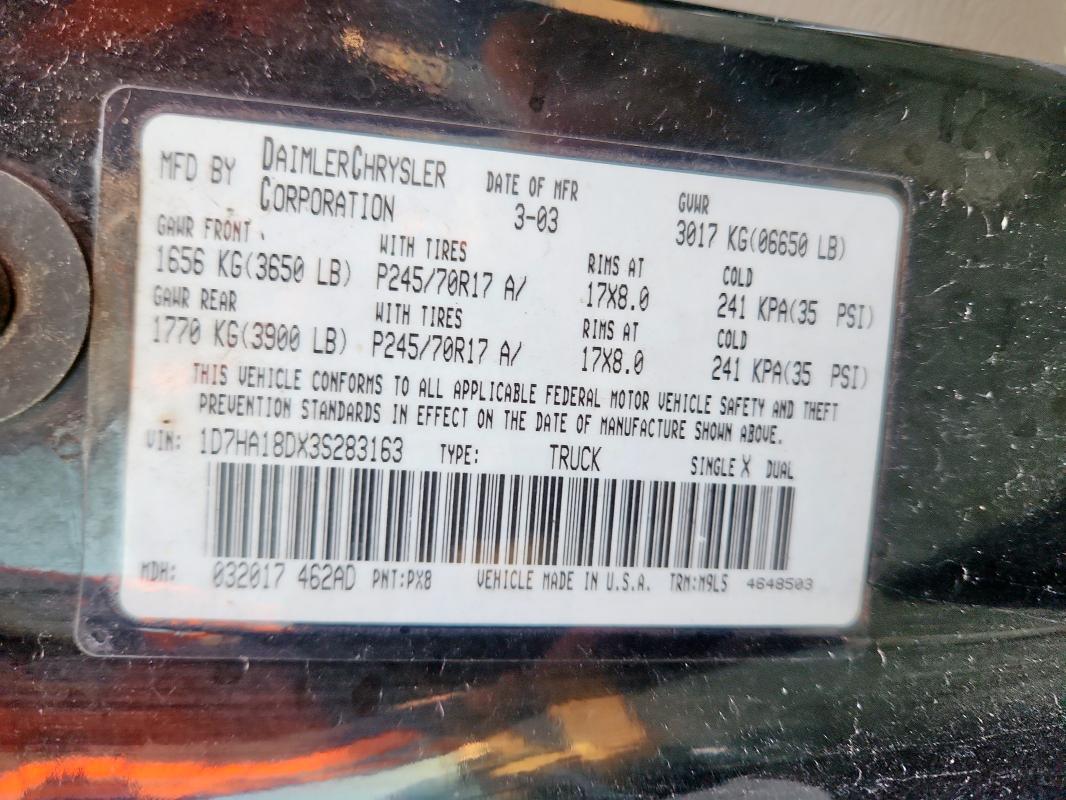 MFD BY DAIMLERCHRYSLER CORPORATION DATE OF MFR 3-03 GVWR 3017 KG(06650 LB)
GAWR FRONT WITH TIRES RIMS AT COLD
1656 KG(3650 LB) P245/70R17 A/ 17X8.0 241 KPA(35 PSI)
GAWR REAR WITH TIRES RIMS AT COLD
1770 KG(3900 LB) P245/70R17 A/ 17X8.0 241 KPA(35 PSI)
THIS VEHICLE CONFORMS TO ALL APPLICABLE FEDERAL MOTOR VEHICLE SAFETY AND THEFT
PREVENTION STANDARDS IN EFFECT ON THE DATE OF MANUFACTURE SHOWN ABOVE.
VIN: 1D7HA18DX3S283163 TYPE: TRUCK SINGLE X DUAL
MDH: 032017 462AD PNT:PX8 VEHICLE MADE IN U.S.A. TRM:M9L5 4648503